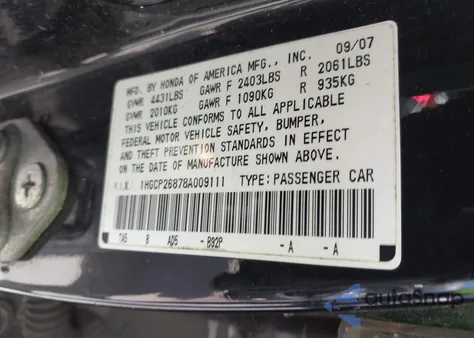 MFD. BY HONDA OF AMERICA MFG., INC. 09/07
GVWR 4431LBS GAWR F 2403LBS R 2061LBS
GVWR 2010KG GAWR F 1090KG R 935KG
THIS VEHICLE CONFORMS TO ALL APPLICABLE
FEDERAL MOTOR VEHICLE SAFETY, BUMPER,
AND THEFT PREVENTION STANDARDS IN EFFECT
ON THE DATE OF MANUFACTURE SHOWN ABOVE.
V.I.N. 1HGCP26878A009111 TYPE: PASSENGER CAR
TA5 8 AD5 - B92P - A - A
autoSnap